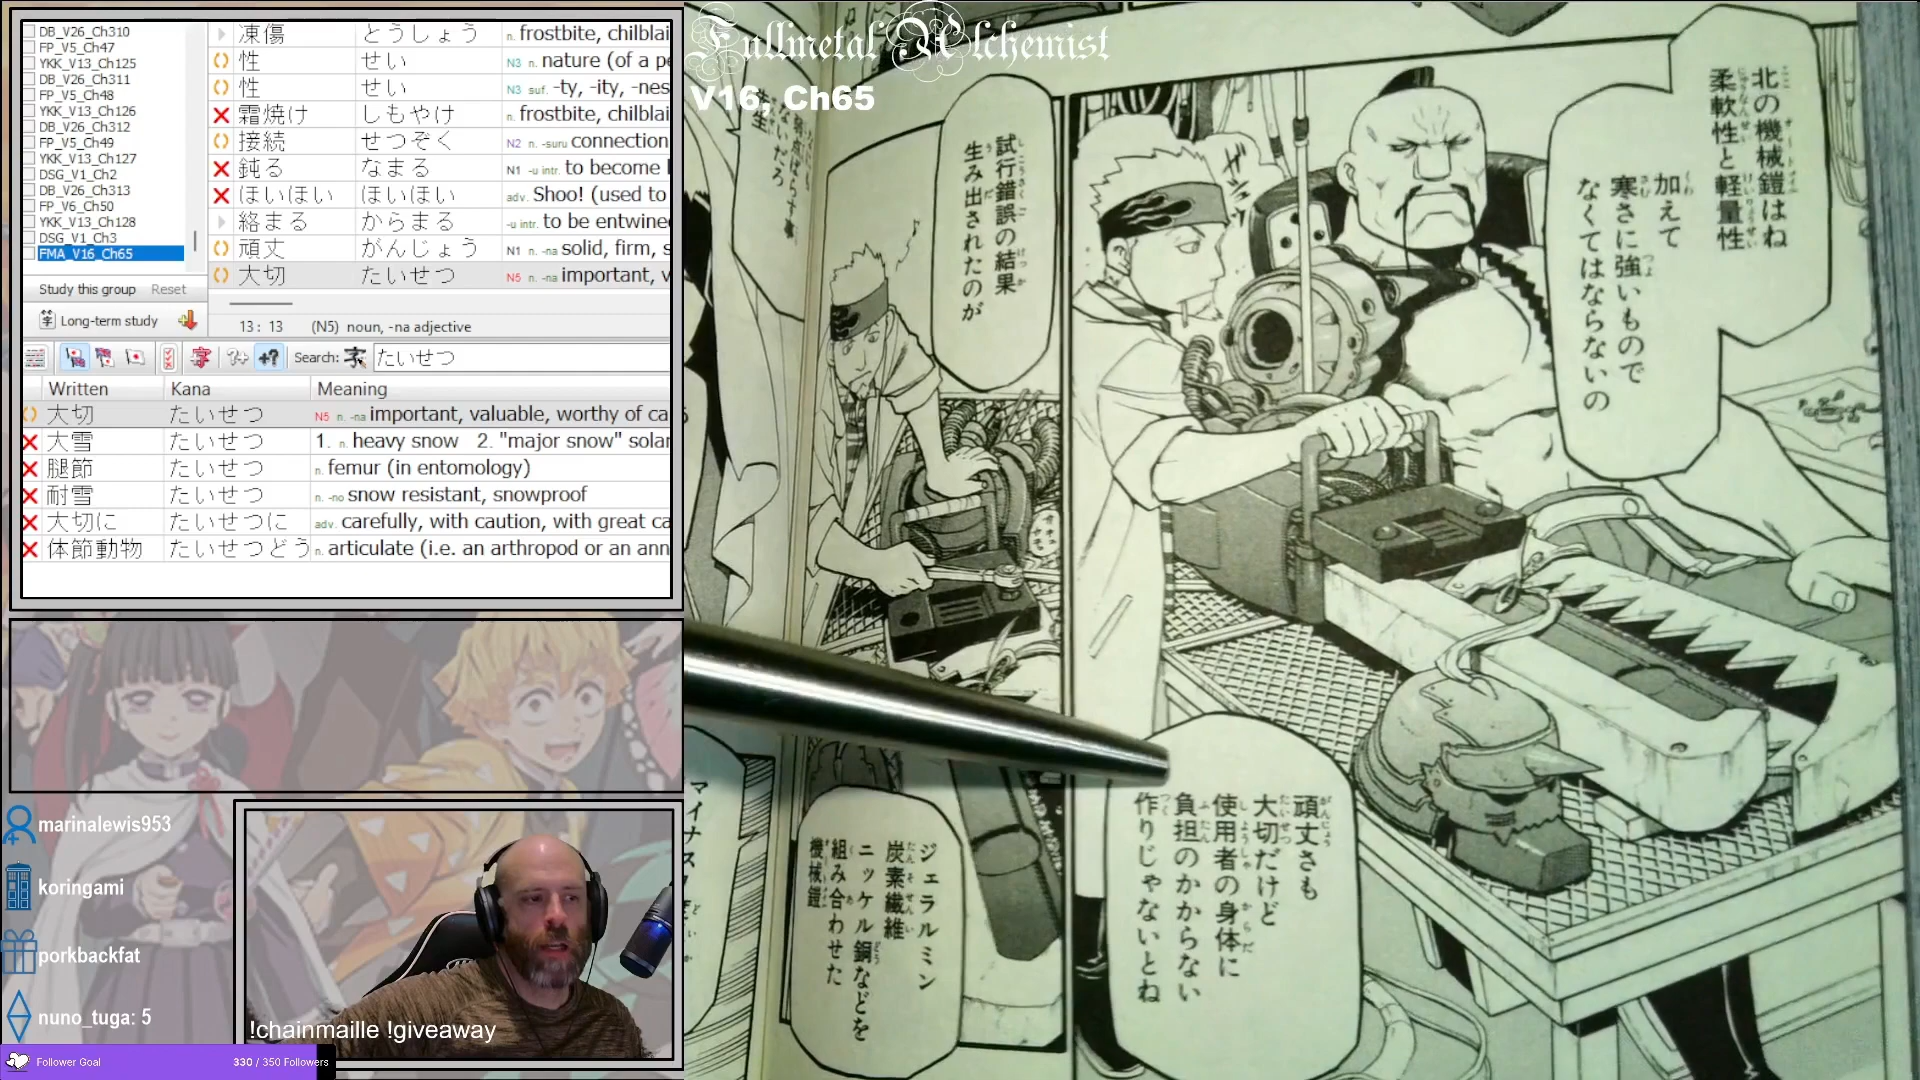 DB_V26_Ch310
FP_V5_Ch47
YKK_V13_Ch125
DB_V26_Ch311
FP_V5_Ch48
YKK_V13_Ch126
DB_V26_Ch312
FP_V5_Ch49
YKK_V13_Ch127
DSG_V1_Ch2
DB_V26_Ch313
FP_V6_Ch50
YKK_V13_Ch128
DSG_V1_Ch3
FMA_V16_Ch65
Study this group Reset
Long-term study
凍傷 とうしょう n. frostbite, chilblai
性 せい N3 n. nature (of a pe
性 せい N3 suf. -ty, -ity, -nes
霜焼け しもやけ n. frostbite, chilblai
接続 せつぞく N2 n. -suru connection
鈍る なまる N1 -u intr. to become
ほいほい ほいほい adv. Shoo! (used to
絡まる からまる -u intr. to be entwine
頑丈 がんじょう N1 n. -na solid, firm, s
大切 たいせつ N5 n. -na important, v
13: 13 (N5) noun, -na adjective
Search: たいせつ
Written Kana Meaning
大切 たいせつ N5 n. -na important, valuable, worthy of ca
大雪 たいせつ 1. n. heavy snow 2. "major snow" solar
腿節 たいせつ n. femur (in entomology)
耐雪 たいせつ n. -no snow resistant, snowproof
大切に たいせつに adv. carefully, with caution, with great ca
体節動物 たいせつどう n. articulate (i.e. an arthropod or an ann
marinalewis953
koringami
porkbackfat
nuno_tuga: 5
!chainmaille !giveaway
Follower Goal 330 / 350 Followers
Fullmetal Alchemist
V16, Ch65
北の機械鎧はね
柔軟性と軽量性
加えて
寒さに強いもので
なくてはならないの
頑丈さも
大切だけど
使用者の身体に
負担のかからない
作りじゃないとね
試行錯誤の結果
生み出されたのが
ジェラルミン
炭素繊維
ニッケル銅などを
組み合わせた
機械鎧
マイナス